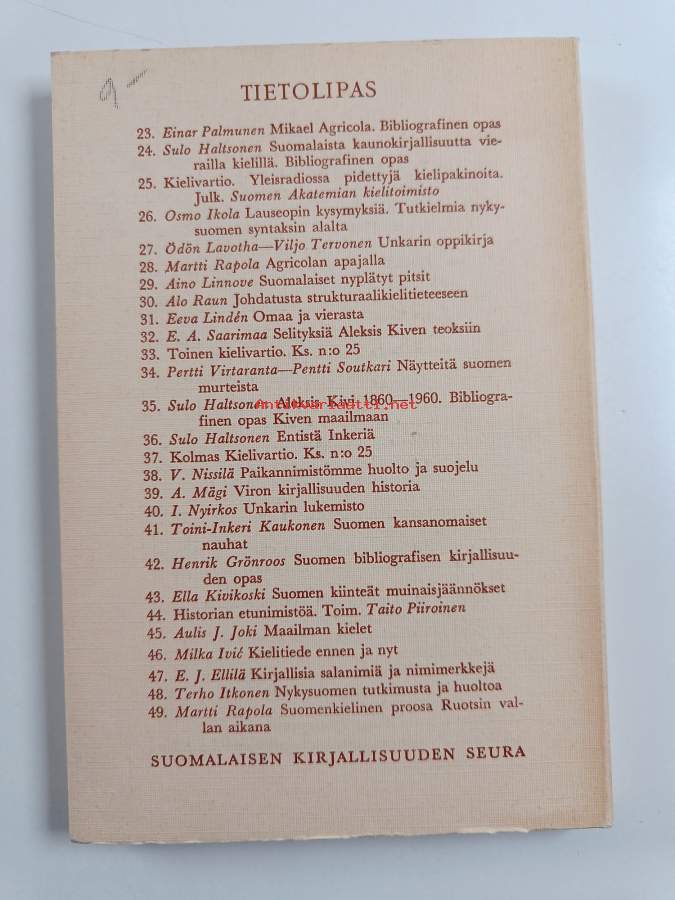 TIETOLIPAS
23. Einar Palmunen Mikael Agricola. Bibliografinen opas
24. Sulo Haltsonen Suomalaista kaunokirjallisuutta vie-
railla kielillä. Bibliografinen opas
25. Kielivartio. Yleisradiossa pidettyjä kielipakinoita.
Julk. Suomen Akatemian kielitoimisto
26. Osmo Ikola Lauseopin kysymyksiä. Tutkielmia nyky-
suomen syntaksin alalta
27. Ödön Lavotha—Viljo Tervonen Unkarin oppikirja
28. Martti Rapola Agricolan apajalla
29. Aino Linnove Suomalaiset nyplätyt pitsit
30. Alo Raun Johdatusta strukturaalikielitieteeseen
31. Eeva Lindén Omaa ja vierasta
32. E. A. Saarimaa Selityksiä Aleksis Kiven teoksiin
33. Toinen kielivartio. Ks. n:o 25
34. Pertti Virtaranta—Pentti Soutkari Näytteitä suomen
murteista
35. Sulo Haltsonen Aleksis Kivi 1860—1960. Bibliogra-
finen opas Kiven maailmaan
Antikvariaatti.net
36. Sulo Haltsonen Entistä Inkeriä
37. Kolmas Kielivartio. Ks. n:o 25
38. V. Nissilä Paikannimistömme huolto ja suojelu
39. A. Mägi Viron kirjallisuuden historia
40. I. Nyirkos Unkarin lukemisto
41. Toini-Inkeri Kaukonen Suomen kansanomaiset
nauhat
42. Henrik Grönroos Suomen bibliografisen kirjallisuu-
den opas
43. Ella Kivikoski Suomen kiinteät muinaisjäännökset
44. Historian etunimistöä. Toim. Taito Piiroinen
45. Aulis J. Joki Maailman kielet
46. Milka Ivić Kielitiede ennen ja nyt
47. E. J. Ellilä Kirjallisia salanimiä ja nimimerkkejä
48. Terho Itkonen Nykysuomen tutkimusta ja huoltoa
49. Martti Rapola Suomenkielinen proosa Ruotsin val-
lan aikana
SUOMALAISEN KIRJALLISUUDEN SEURA